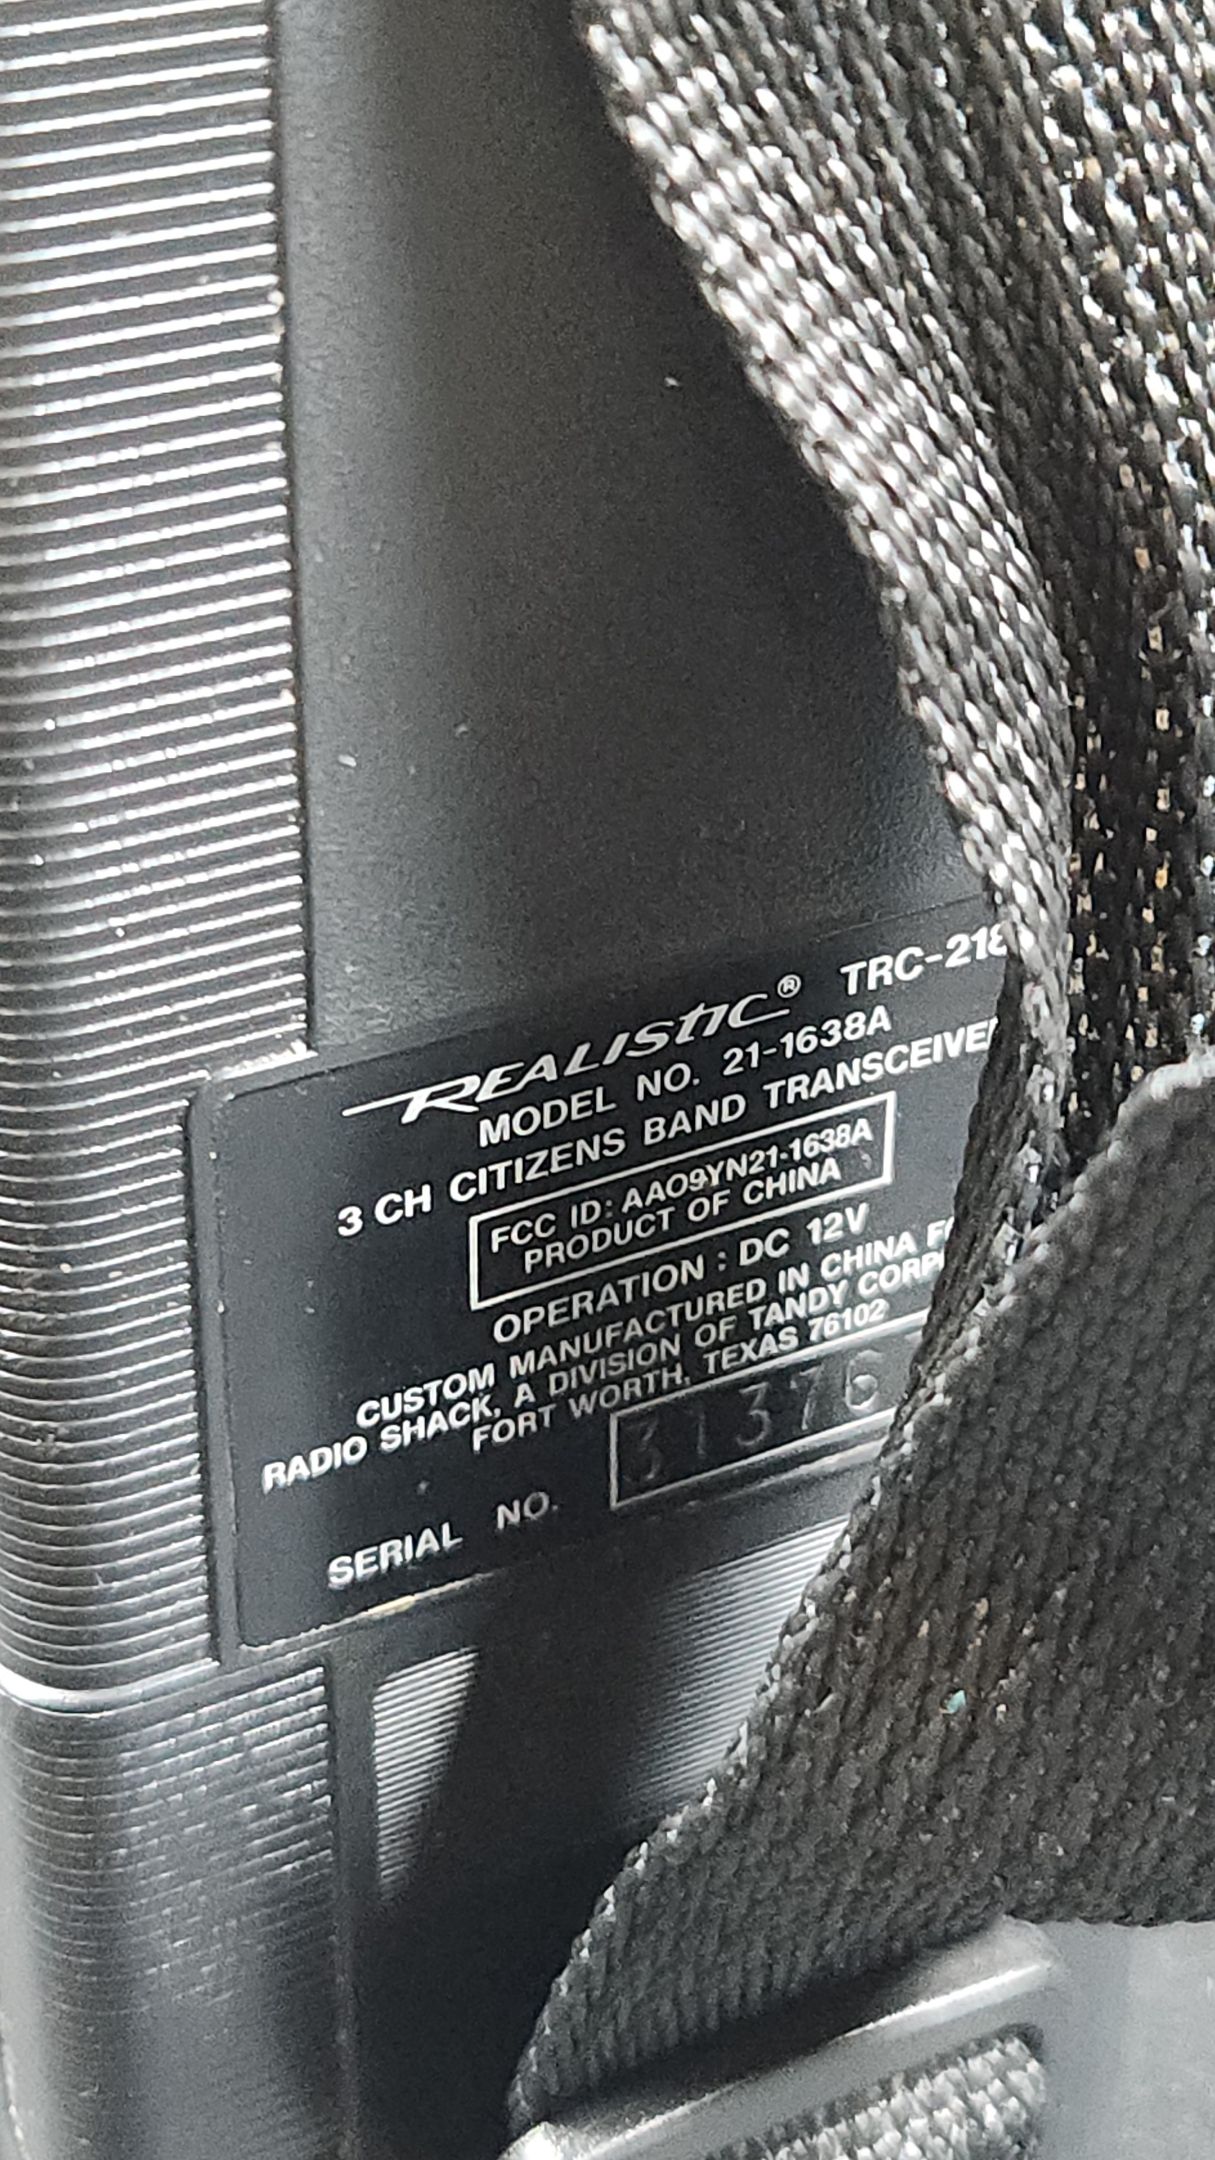 REALISTIC® TRC-218
MODEL NO. 21-1638A
3 CH CITIZENS BAND TRANSCEIVER
FCC ID: AAO9YN21-1638A
PRODUCT OF CHINA
OPERATION : DC 12V
CUSTOM MANUFACTURED IN CHINA
RADIO SHACK, A DIVISION OF TANDY CORP
FORT WORTH, TEXAS 76102
SERIAL NO. 31376